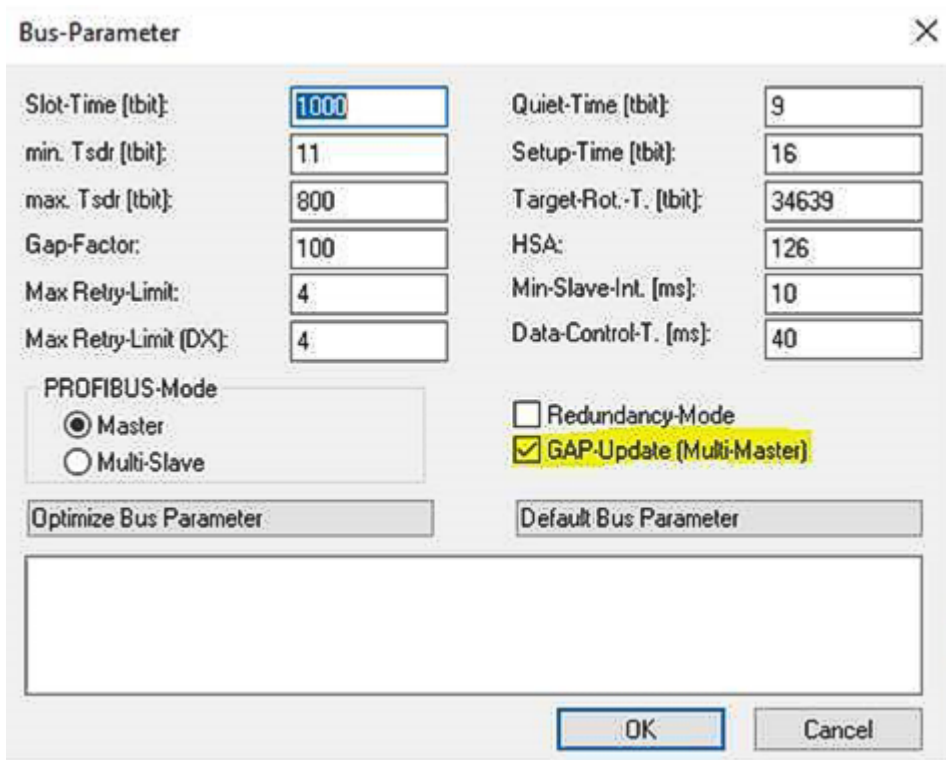 Bus-Parameter
Slot-Time [tbit]: 1000 Quiet-Time [tbit]: 9
min. Tsdr [tbit]: 11 Setup-Time [tbit]: 16
max. Tsdr [tbit]: 800 Target-Rot.-T. [tbit]: 34639
Gap-Factor: 100 HSA: 126
Max Retry-Limit: 4 Min-Slave-Int. [ms]: 10
Max Retry-Limit (DX): 4 Data-Control-T. [ms]: 40
PROFIBUS-Mode
Master
Multi-Slave
Redundancy-Mode
GAP-Update (Multi-Master)
Optimize Bus Parameter Default Bus Parameter
OK Cancel